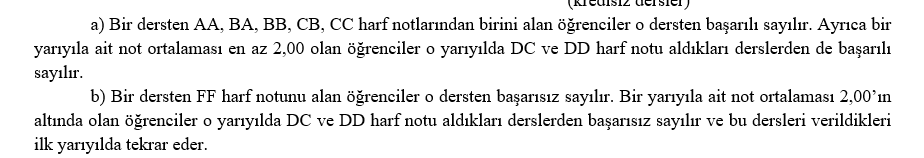 (kredisiz dersler)
a) Bir dersten AA, BA, BB, CB, CC harf notlarından birini alan öğrenciler o dersten başarılı sayılır. Ayrıca bir
yarıyıla ait not ortalaması en az 2,00 olan öğrenciler o yarıyılda DC ve DD harf notu aldıkları derslerden de başarılı
sayılır.
b) Bir dersten FF harf notunu alan öğrenciler o dersten başarısız sayılır. Bir yarıyıla ait not ortalaması 2,00’ın
altında olan öğrenciler o yarıyılda DC ve DD harf notu aldıkları derslerden başarısız sayılır ve bu dersleri verildikleri
ilk yarıyılda tekrar eder.